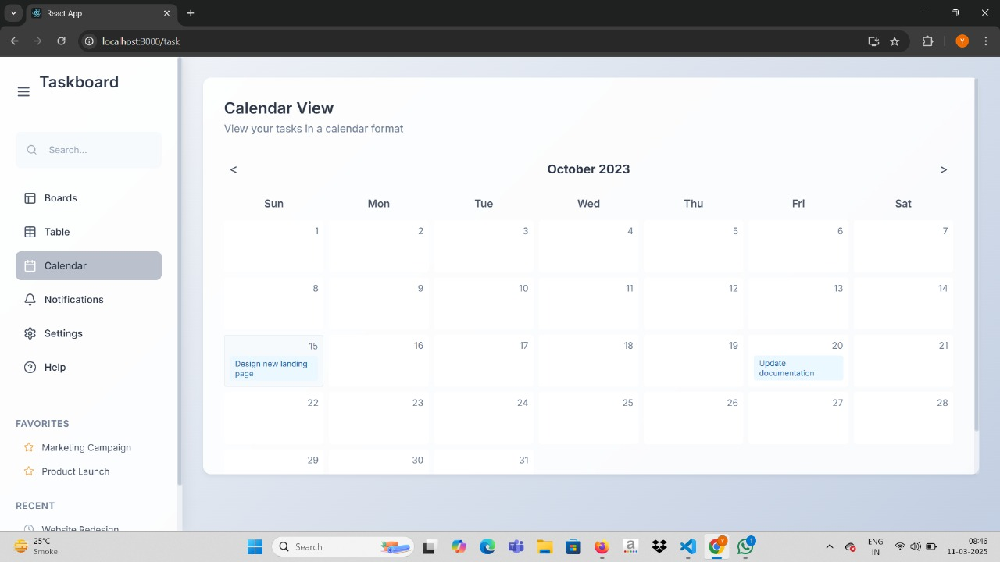 React App
localhost:3000/task
Y
Taskboard
Search...
Boards
Table
Calendar
Notifications
Settings
Help
FAVORITES
Marketing Campaign
Product Launch
RECENT
Website Redesign
Calendar View
View your tasks in a calendar format
< October 2023 >
Sun Mon Tue Wed Thu Fri Sat
1 2 3 4 5 6 7
8 9 10 11 12 13 14
15 16 17 18 19 20 21
Design new landing
page
Update
documentation
22 23 24 25 26 27 28
29 30 31
25°C
Smoke
Search
a
Y
1
ENG
IN
08:46
11-03-2025